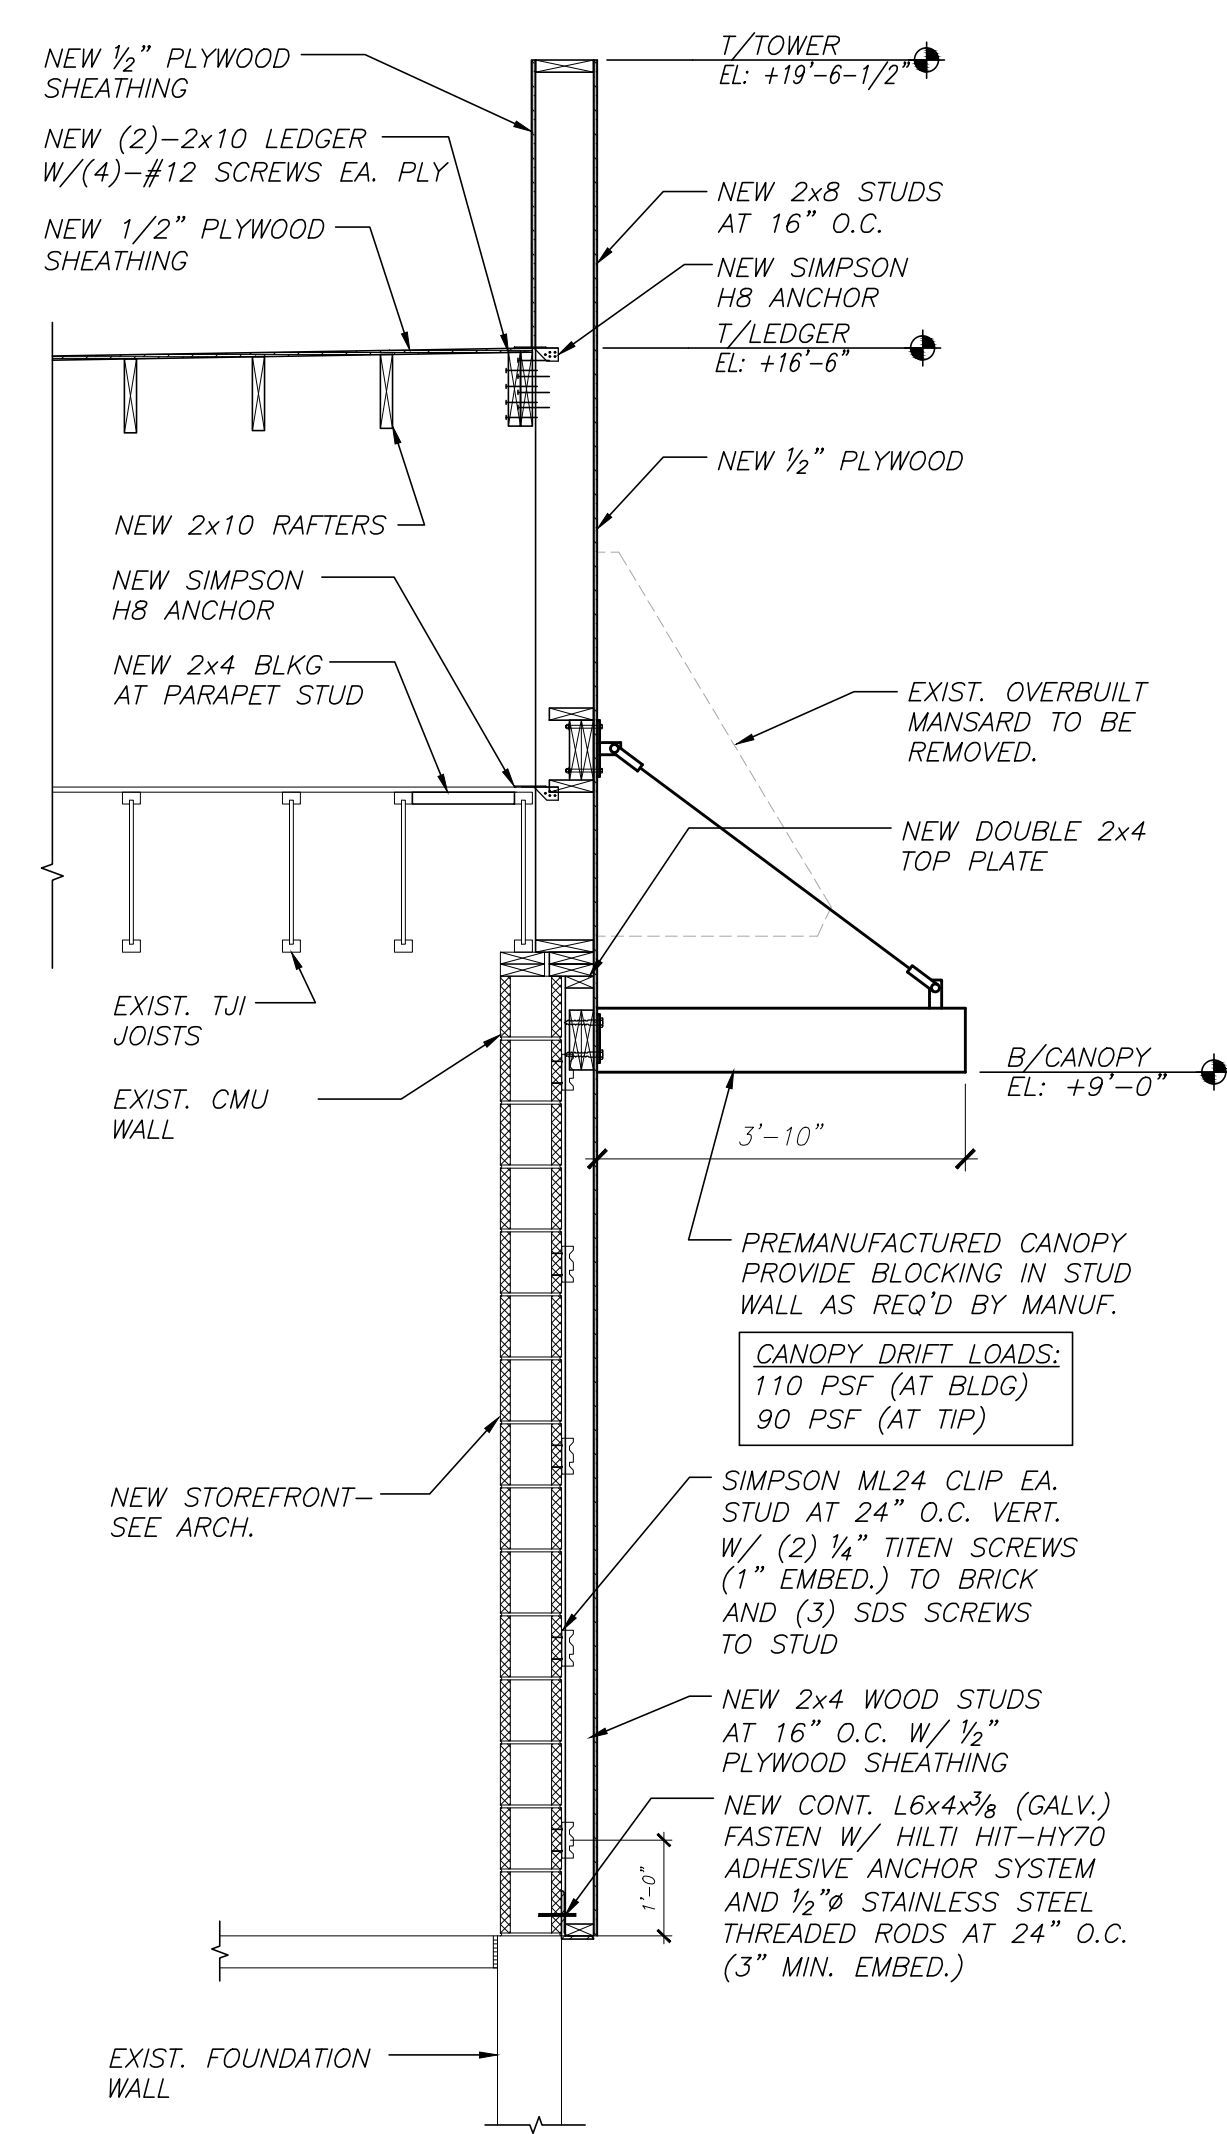 NEW ½" PLYWOOD
SHEATHING
NEW (2)-2x10 LEDGER
W/(4)-#12 SCREWS EA. PLY
NEW 1/2" PLYWOOD
SHEATHING
T/TOWER
EL: +19'-6-1/2"
NEW 2x8 STUDS
AT 16" O.C.
NEW SIMPSON
H8 ANCHOR
T/LEDGER
EL: +16'-6"
NEW ½" PLYWOOD
NEW 2x10 RAFTERS
NEW SIMPSON
H8 ANCHOR
NEW 2x4 BLKG
AT PARAPET STUD
EXIST. OVERBUILT
MANSARD TO BE
REMOVED.
NEW DOUBLE 2x4
TOP PLATE
EXIST. TJI
JOISTS
EXIST. CMU
WALL
B/CANOPY
EL: +9'-0"
3'-10"
PREMANUFACTURED CANOPY
PROVIDE BLOCKING IN STUD
WALL AS REQ'D BY MANUF.
CANOPY DRIFT LOADS:
110 PSF (AT BLDG)
90 PSF (AT TIP)
NEW STOREFRONT-
SEE ARCH.
SIMPSON ML24 CLIP EA.
STUD AT 24" O.C. VERT.
W/ (2) ¼" TITEN SCREWS
(1" EMBED.) TO BRICK
AND (3) SDS SCREWS
TO STUD
NEW 2x4 WOOD STUDS
AT 16" O.C. W/ ½"
PLYWOOD SHEATHING
NEW CONT. L6x4x⅜ (GALV.)
FASTEN W/ HILTI HIT-HY70
ADHESIVE ANCHOR SYSTEM
AND ½"ø STAINLESS STEEL
THREADED RODS AT 24" O.C.
(3" MIN. EMBED.)
1'-0"
EXIST. FOUNDATION
WALL